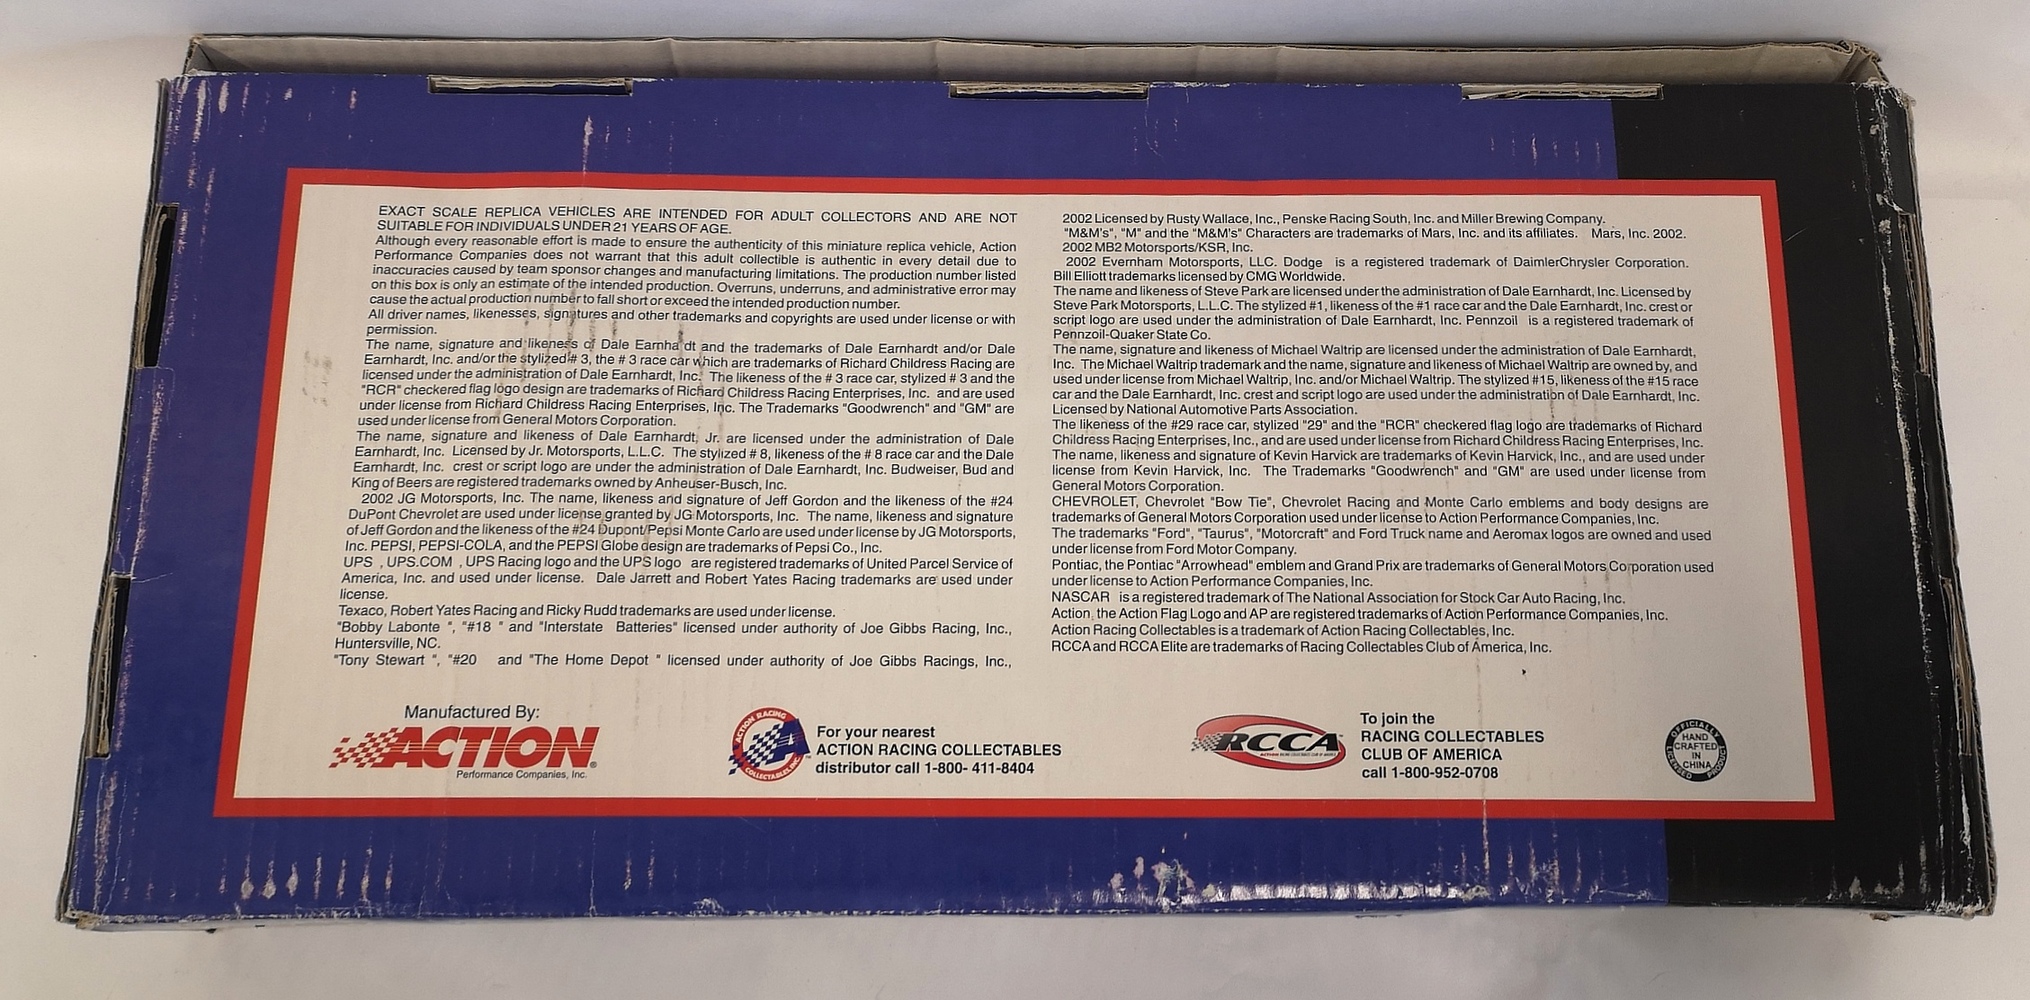 EXACT SCALE REPLICA VEHICLES ARE INTENDED FOR ADULT COLLECTORS AND ARE NOT
SUITABLE FOR INDIVIDUALS UNDER 21 YEARS OF AGE.
Although every reasonable effort is made to ensure the authenticity of this miniature replica vehicle, Action
Performance Companies does not warrant that this adult collectible is authentic in every detail due to
inaccuracies caused by team sponsor changes and manufacturing limitations. The production number listed
on this box is only an estimate of the intended production. Overruns, underruns, and administrative error may
cause the actual production number to fall short or exceed the intended production number.
All driver names, likenesses, signatures and other trademarks and copyrights are used under license or with
permission.
The name, signature and likeness of Dale Earnhardt and the trademarks of Dale Earnhardt and/or Dale
Earnhardt, Inc. and/or the stylized # 3, the # 3 race car which are trademarks of Richard Childress Racing are
licensed under the administration of Dale Earnhardt, Inc. The likeness of the # 3 race car, stylized # 3 and the
"RCR" checkered flag logo design are trademarks of Richard Childress Racing Enterprises, Inc. and are used
under license from Richard Childress Racing Enterprises, Inc. The Trademarks "Goodwrench" and "GM" are
used under license from General Motors Corporation.
The name, signature and likeness of Dale Earnhardt, Jr. are licensed under the administration of Dale
Earnhardt, Inc. Licensed by Jr. Motorsports, L.L.C. The stylized # 8, likeness of the # 8 race car and the Dale
Earnhardt, Inc. crest or script logo are under the administration of Dale Earnhardt, Inc. Budweiser, Bud and
King of Beers are registered trademarks owned by Anheuser-Busch, Inc.
2002 JG Motorsports, Inc. The name, likeness and signature of Jeff Gordon and the likeness of the #24
DuPont Chevrolet are used under license granted by JG Motorsports, Inc. The name, likeness and signature
of Jeff Gordon and the likeness of the #24 Dupont/Pepsi Monte Carlo are used under license by JG Motorsports,
Inc. PEPSI, PEPSI-COLA, and the PEPSI Globe design are trademarks of Pepsi Co., Inc.
UPS , UPS.COM , UPS Racing logo and the UPS logo are registered trademarks of United Parcel Service of
America, Inc. and used under license. Dale Jarrett and Robert Yates Racing trademarks are used under
license.
Texaco, Robert Yates Racing and Ricky Rudd trademarks are used under license.
"Bobby Labonte ", "#18 " and "Interstate Batteries" licensed under authority of Joe Gibbs Racing, Inc.,
Huntersville, NC.
"Tony Stewart ", "#20 and "The Home Depot " licensed under authority of Joe Gibbs Racings, Inc.,
2002 Licensed by Rusty Wallace, Inc., Penske Racing South, Inc. and Miller Brewing Company.
"M&M's", "M" and the "M&M's" Characters are trademarks of Mars, Inc. and its affiliates. Mars, Inc. 2002.
2002 MB2 Motorsports/KSR, Inc.
2002 Evernham Motorsports, LLC. Dodge is a registered trademark of DaimlerChrysler Corporation.
Bill Elliott trademarks licensed by CMG Worldwide.
The name and likeness of Steve Park are licensed under the administration of Dale Earnhardt, Inc. Licensed by
Steve Park Motorsports, L.L.C. The stylized #1, likeness of the #1 race car and the Dale Earnhardt, Inc. crest or
script logo are used under the administration of Dale Earnhardt, Inc. Pennzoil is a registered trademark of
Pennzoil-Quaker State Co.
The name, signature and likeness of Michael Waltrip are licensed under the administration of Dale Earnhardt,
Inc. The Michael Waltrip trademark and the name, signature and likeness of Michael Waltrip are owned by, and
used under license from Michael Waltrip, Inc. and/or Michael Waltrip. The stylized #15, likeness of the #15 race
car and the Dale Earnhardt, Inc. crest and script logo are used under the administration of Dale Earnhardt, Inc.
Licensed by National Automotive Parts Association.
The likeness of the #29 race car, stylized "29" and the "RCR" checkered flag logo are trademarks of Richard
Childress Racing Enterprises, Inc., and are used under license from Richard Childress Racing Enterprises, Inc.
The name, likeness and signature of Kevin Harvick are trademarks of Kevin Harvick, Inc., and are used under
license from Kevin Harvick, Inc. The Trademarks "Goodwrench" and "GM" are used under license from
General Motors Corporation.
CHEVROLET, Chevrolet "Bow Tie", Chevrolet Racing and Monte Carlo emblems and body designs are
trademarks of General Motors Corporation used under license to Action Performance Companies, Inc.
The trademarks "Ford", "Taurus", "Motorcraft" and Ford Truck name and Aeromax logos are owned and used
under license from Ford Motor Company.
Pontiac, the Pontiac "Arrowhead" emblem and Grand Prix are trademarks of General Motors Corporation used
under license to Action Performance Companies, Inc.
NASCAR is a registered trademark of The National Association for Stock Car Auto Racing, Inc.
Action, the Action Flag Logo and AP are registered trademarks of Action Performance Companies, Inc.
Action Racing Collectables is a trademark of Action Racing Collectables, Inc.
RCCA and RCCA Elite are trademarks of Racing Collectables Club of America, Inc.
Manufactured By:
ACTION®
Performance Companies, Inc.
ACTION RACING
A
COLLECTABLES, INC.
For your nearest
ACTION RACING COLLECTABLES
distributor call 1-800- 411-8404
RCCA
To join the
RACING COLLECTABLES
CLUB OF AMERICA
call 1-800-952-0708
OFFICIALLY
LICENSED PRODUCT
HAND
CRAFTED
IN
CHINA